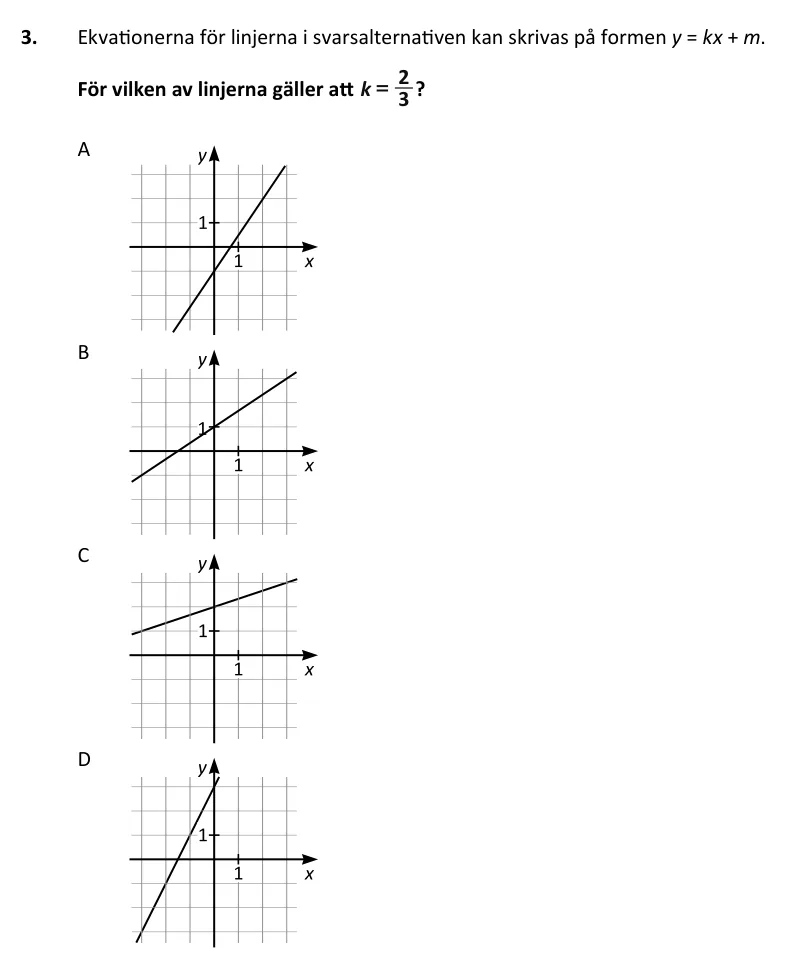 3. Ekvationerna för linjerna i svarsalternativen kan skrivas på formen y = kx + m.
För vilken av linjerna gäller att k = 2/3?
A
y
1
1
x
B
y
1
1
x
C
y
1
1
x
D
y
1
1
x